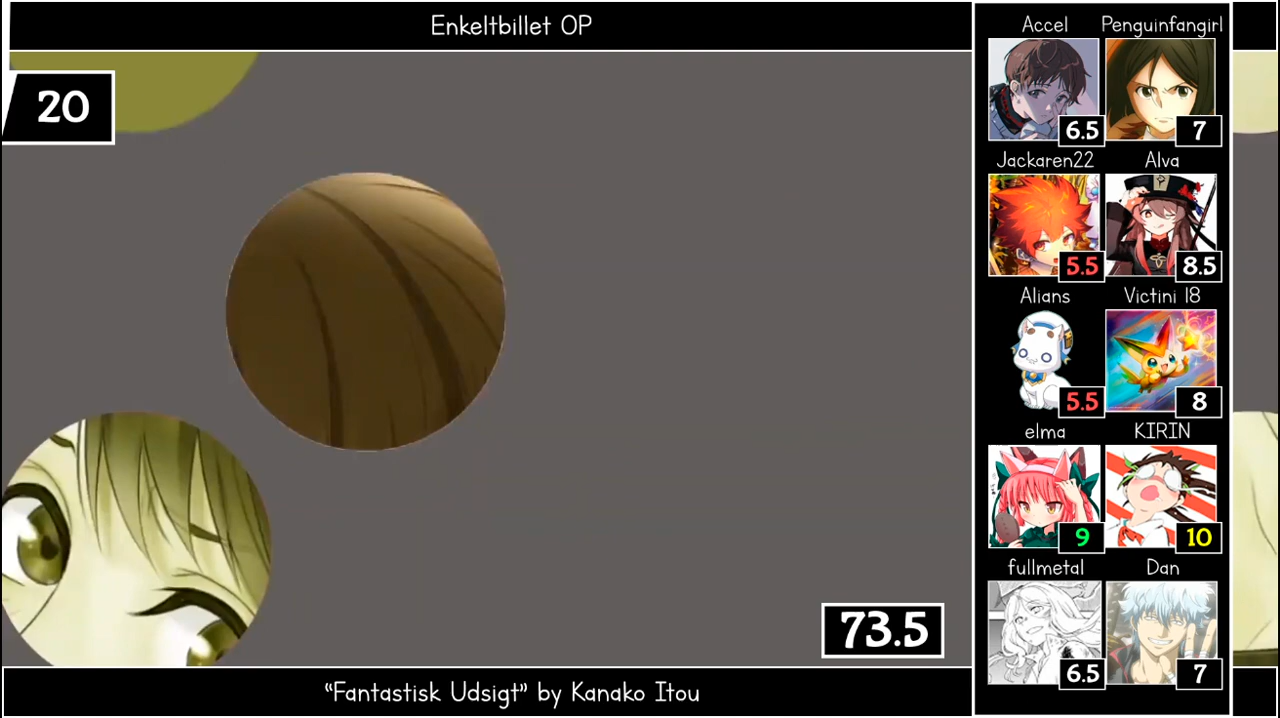 Enkeltbillet OP
20
73.5
"Fantastisk Udsigt" by Kanako Itou
Accel Penguinfangirl
6.5 7
Jackaren22 Alva
5.5 8.5
Alians Victini 18
5.5 8
elma KIRIN
9 10
fullmetal Dan
6.5 7